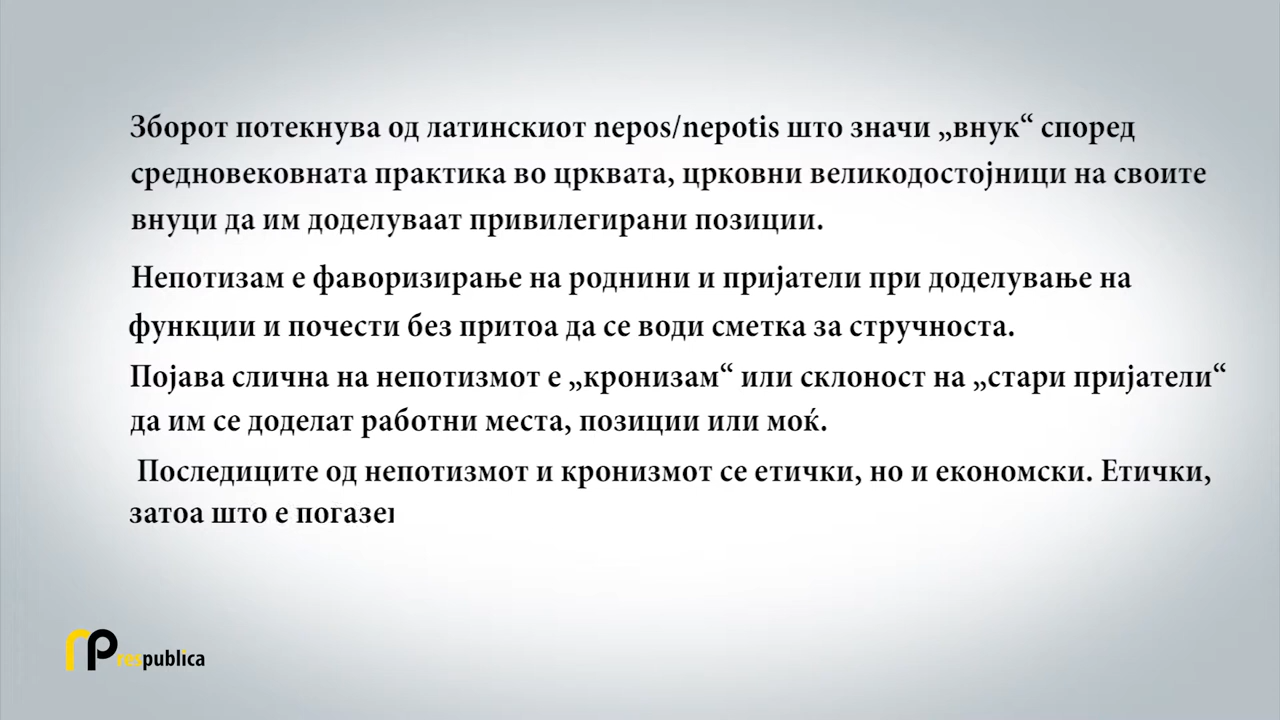 Зборот потекнува од латинскиот nepos/nepotis што значи „внук“ според
средновековната практика во црквата, црковни великодостојници на своите
внуци да им доделуваат привилегирани позиции.
Непотизам е фаворизирање на роднини и пријатели при доделување на
функции и почести без притоа да се води сметка за стручноста.
Појава слична на непотизмот е „кронизам“ или склоност на „стари пријатели“
да им се доделат работни места, позиции или моќ.
Последиците од непотизмот и кронизмот се етички, но и економски. Етички,
затоа што е
respublica